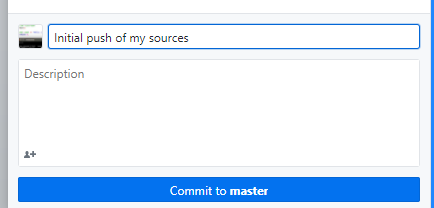 Initial push of my sources
Description
Commit to master